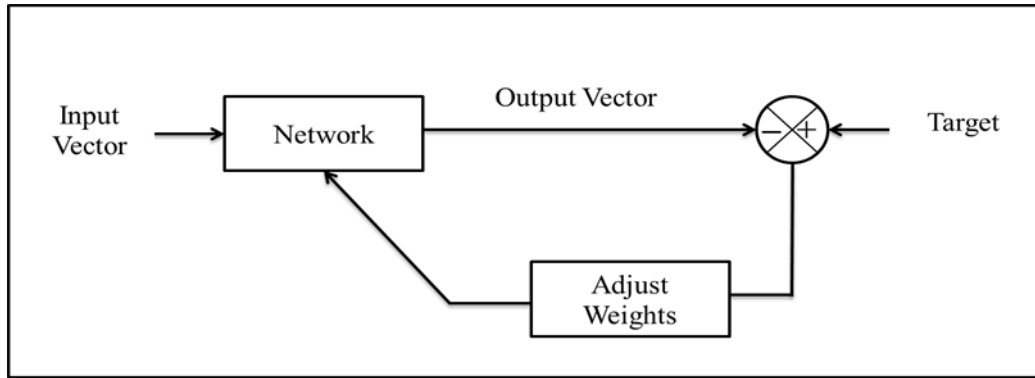 Input
Vector
Network
Output Vector
− +
Target
Adjust
Weights